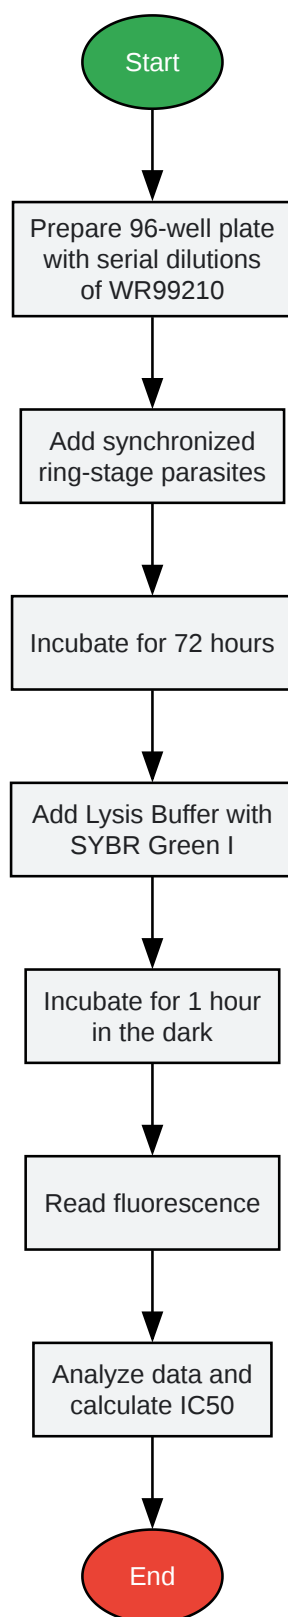 Start
Prepare 96-well plate
with serial dilutions
of WR99210
Add synchronized
ring-stage parasites
Incubate for 72 hours
Add Lysis Buffer with
SYBR Green I
Incubate for 1 hour
in the dark
Read fluorescence
Analyze data and
calculate IC50
End